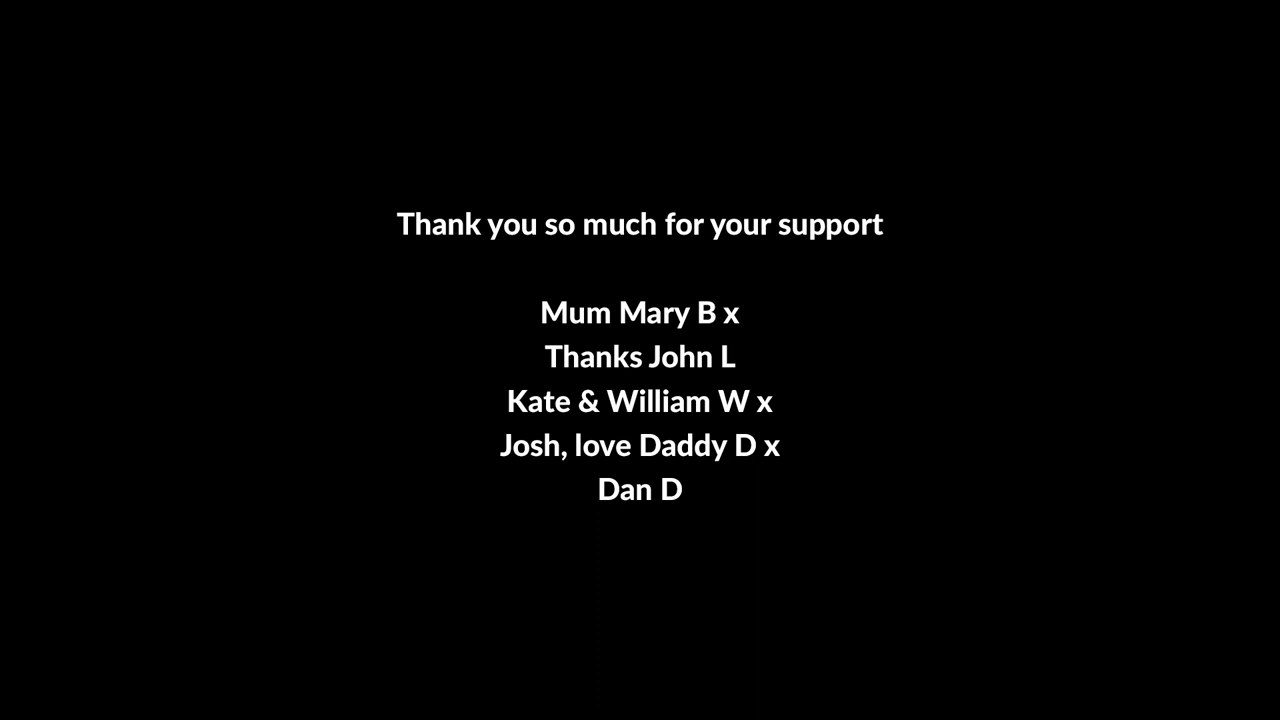 Thank you so much for your support
Mum Mary B x
Thanks John L
Kate & William W x
Josh, love Daddy D x
Dan D